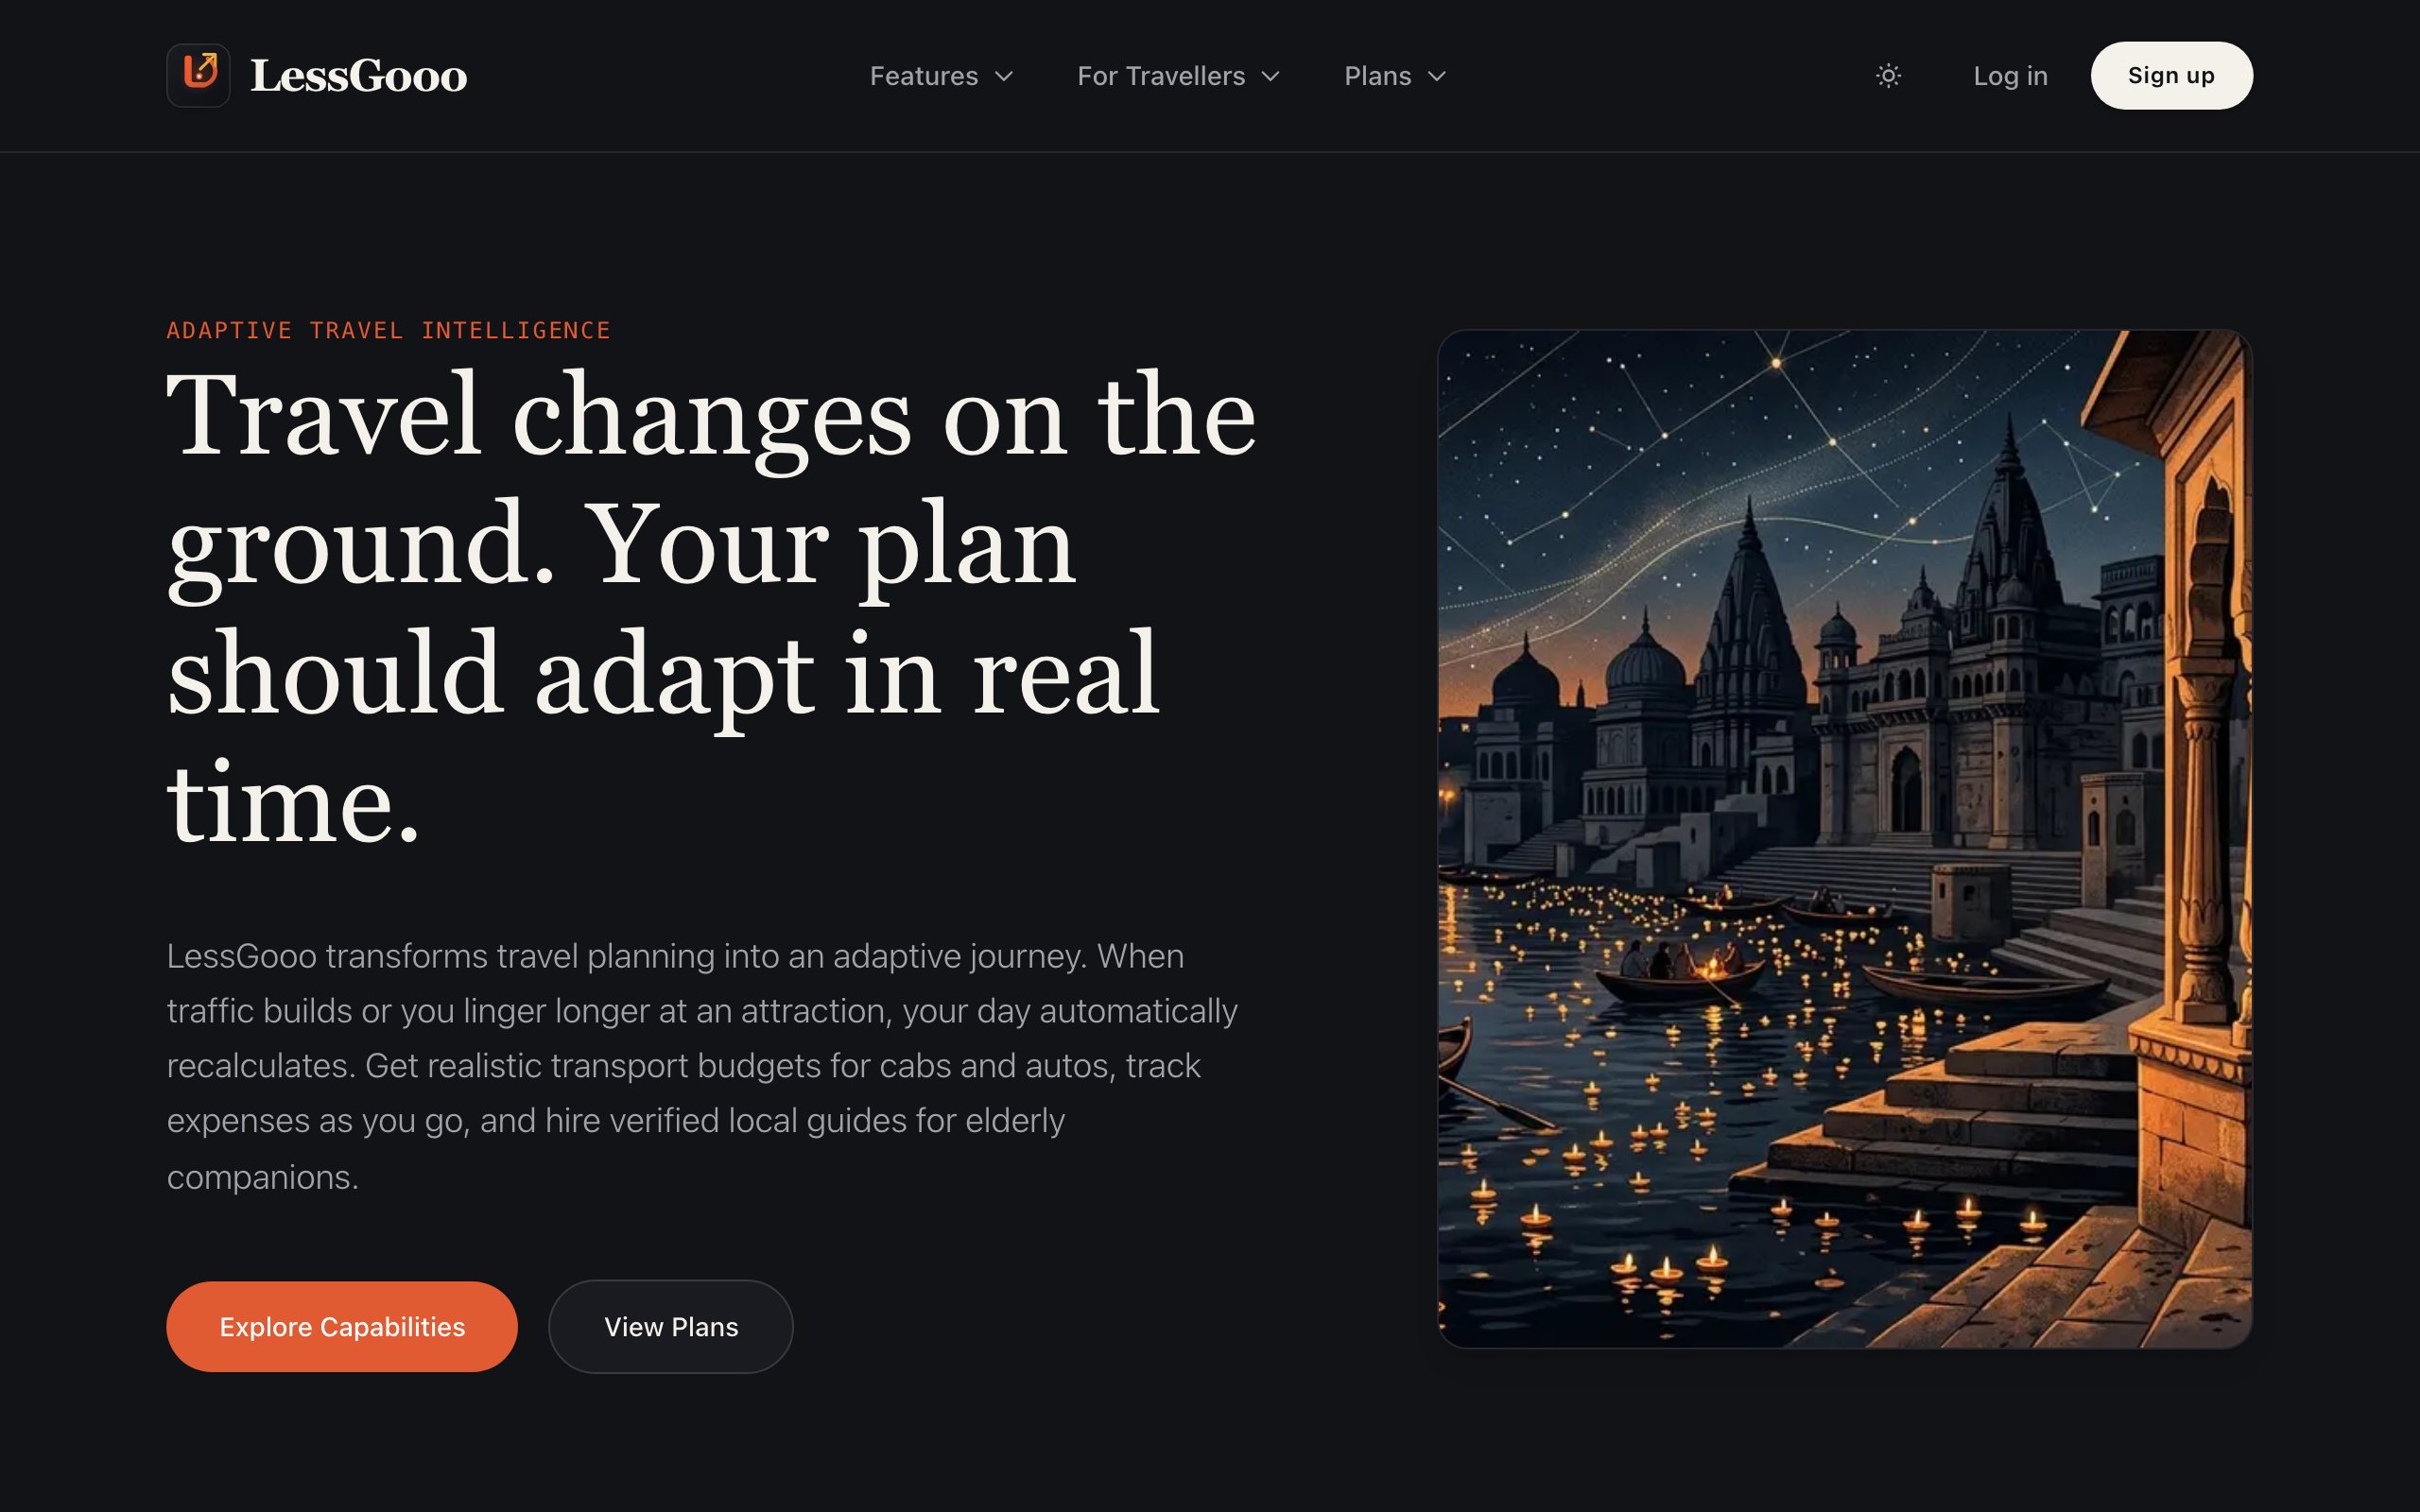 LessGooo
Features
For Travellers
Plans
Log in
Sign up
ADAPTIVE TRAVEL INTELLIGENCE
Travel changes on the
ground. Your plan
should adapt in real
time.
LessGooo transforms travel planning into an adaptive journey. When
traffic builds or you linger longer at an attraction, your day automatically
recalculates. Get realistic transport budgets for cabs and autos, track
expenses as you go, and hire verified local guides for elderly
companions.
Explore Capabilities
View Plans